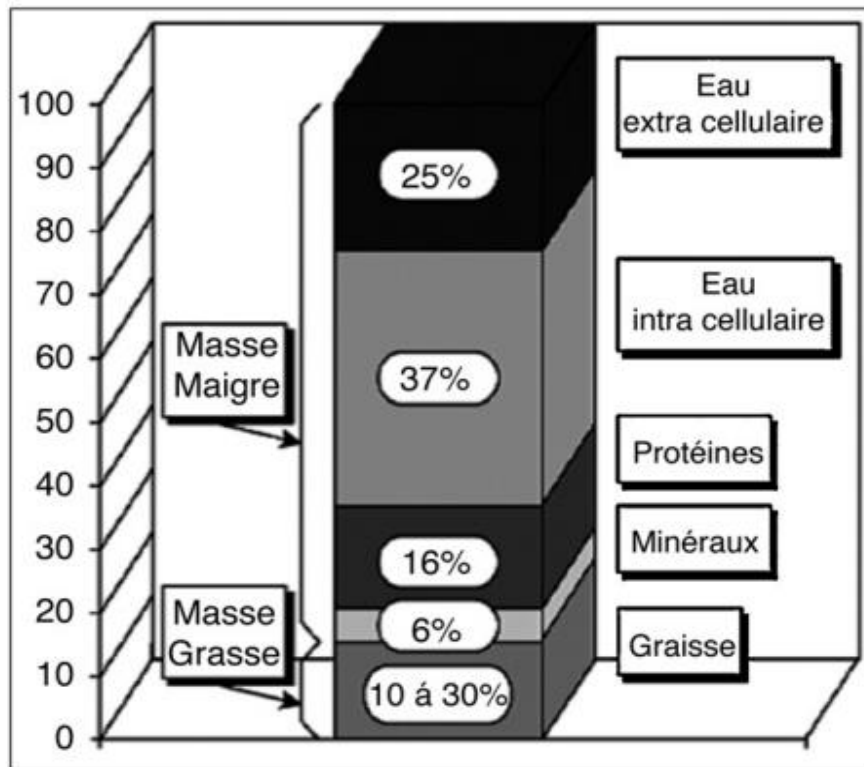 100
90
80
70
60
50
40
30
20
10
0
Masse
Maigre
Masse
Grasse
25%
37%
16%
6%
10 á 30%
Eau
extra cellulaire
Eau
intra cellulaire
Protéines
Minéraux
Graisse